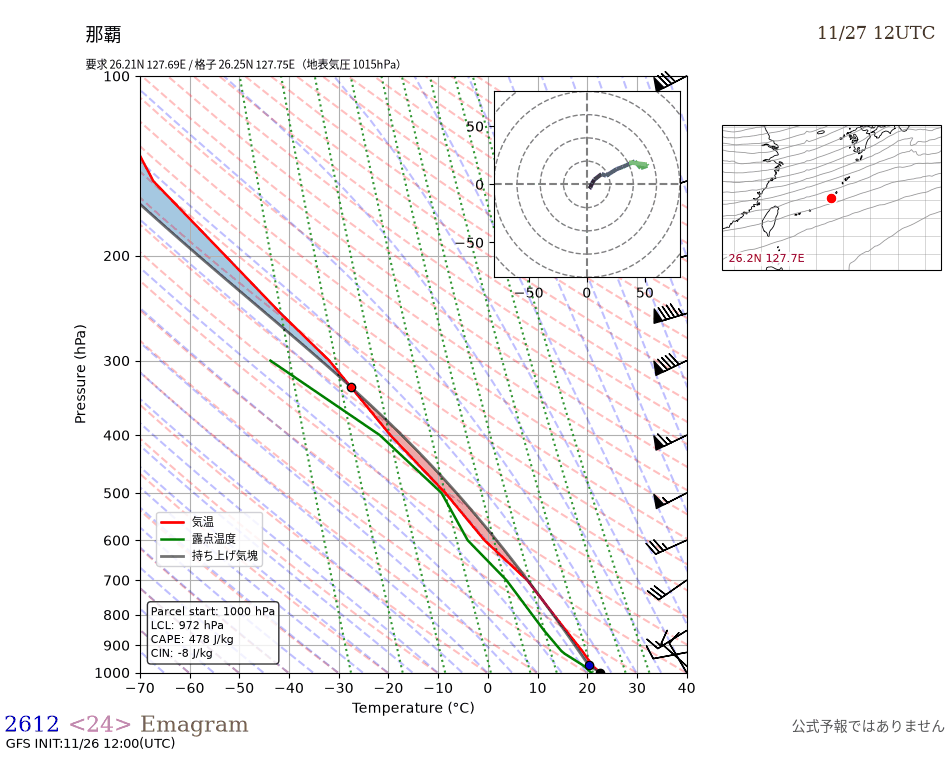 那覇
11/27 12UTC
要求 26.21N 127.69E / 格子 26.25N 127.75E（地表気圧 1015hPa）
100
200
300
400
500
600
700
800
900
1000
Pressure (hPa)
−70
−60
−50
−40
−30
−20
−10
0
10
20
30
40
Temperature (°C)
50
0
−50
−50
0
50
26.2N 127.7E
気温
露点温度
持ち上げ気塊
Parcel start: 1000 hPa
LCL: 972 hPa
CAPE: 478 J/kg
CIN: -8 J/kg
2612 <24> Emagram
GFS INIT:11/26 12:00(UTC)
公式予報ではありません